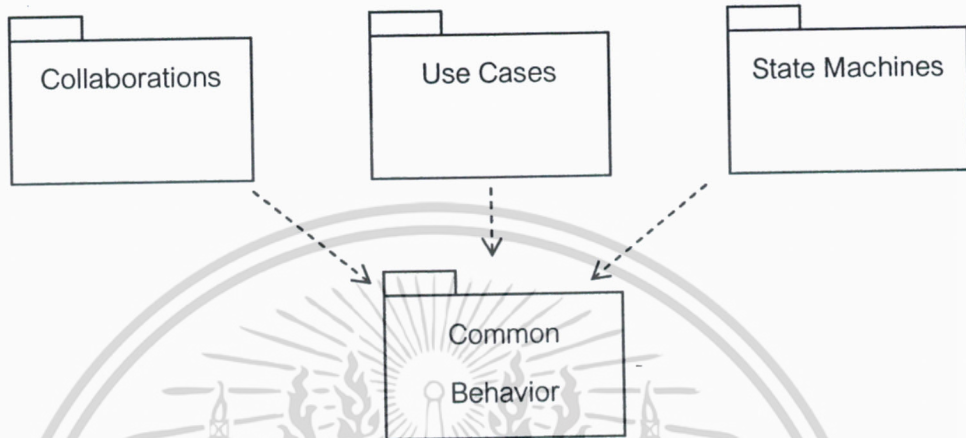 Collaborations
Use Cases
State Machines
Common
Behavior